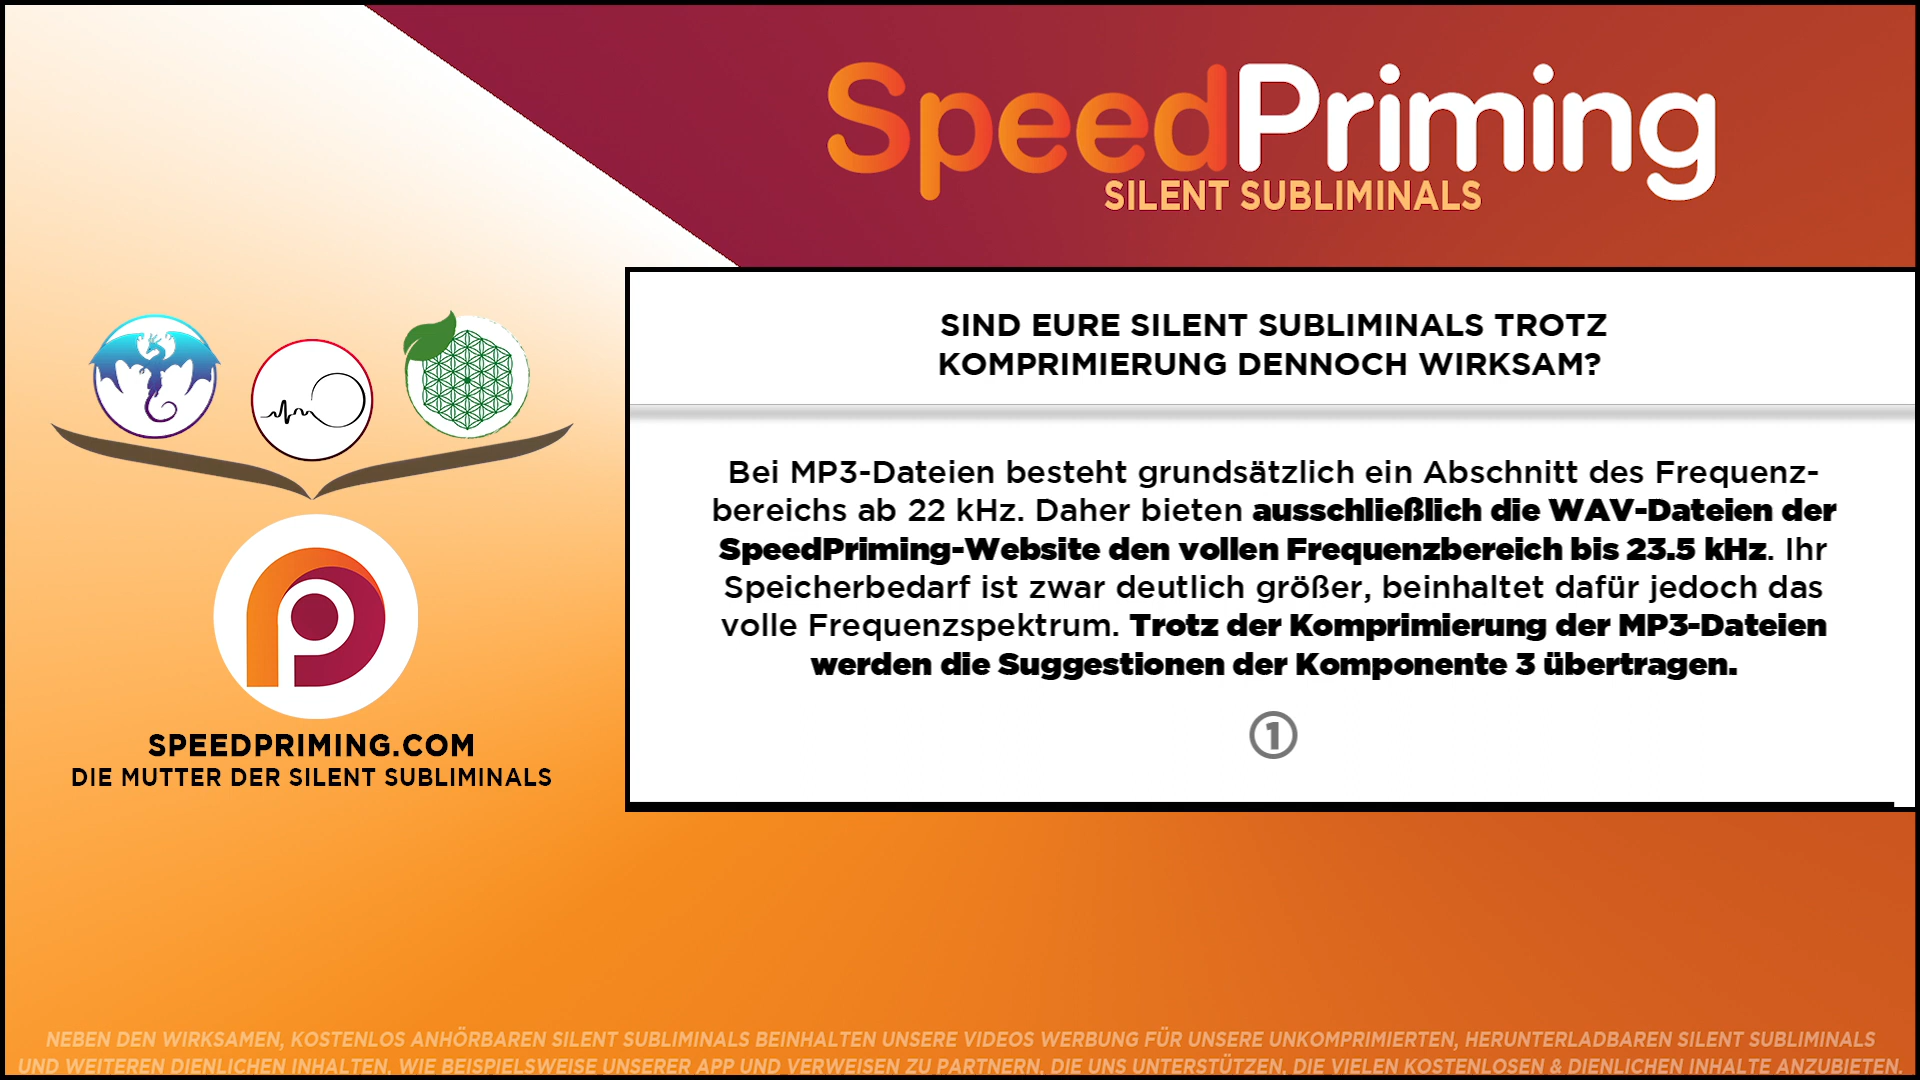 SpeedPriming
SILENT SUBLIMINALS
SIND EURE SILENT SUBLIMINALS TROTZ
KOMPRIMIERUNG DENNOCH WIRKSAM?
Bei MP3-Dateien besteht grundsätzlich ein Abschnitt des Frequenz-
bereichs ab 22 kHz. Daher bieten ausschließlich die WAV-Dateien der
SpeedPriming-Website den vollen Frequenzbereich bis 23.5 kHz. Ihr
Speicherbedarf ist zwar deutlich größer, beinhaltet dafür jedoch das
volle Frequenzspektrum. Trotz der Komprimierung der MP3-Dateien
werden die Suggestionen der Komponente 3 übertragen.
①
SPEEDPRIMING.COM
DIE MUTTER DER SILENT SUBLIMINALS
NEBEN DEN WIRKSAMEN, KOSTENLOS ANHÖRBAREN SILENT SUBLIMINALS BEINHALTEN UNSERE VIDEOS WERBUNG FÜR UNSERE UNKOMPRIMIERTEN, HERUNTERLADBAREN SILENT SUBLIMINALS
UND WEITEREN DIENLICHEN INHALTEN, WIE BEISPIELSWEISE UNSERER APP UND VERWEISEN ZU PARTNERN, DIE UNS UNTERSTÜTZEN, DIE VIELEN KOSTENLOSEN & DIENLICHEN INHALTE ANZUBIETEN.